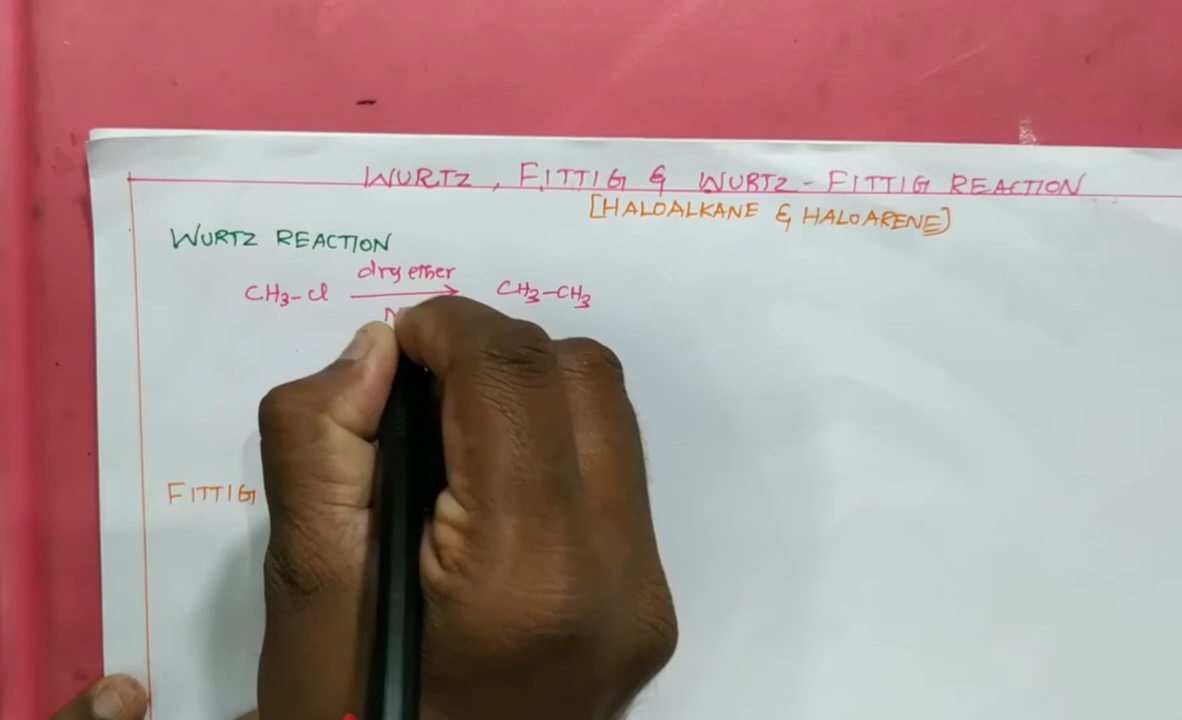 WURTZ, FITTIG & WURTZ-FITTIG REACTION
[HALOALKANE & HALOARENE]
WURTZ REACTION
dry ether
CH3-Cl → CH3-CH3
FITTIG